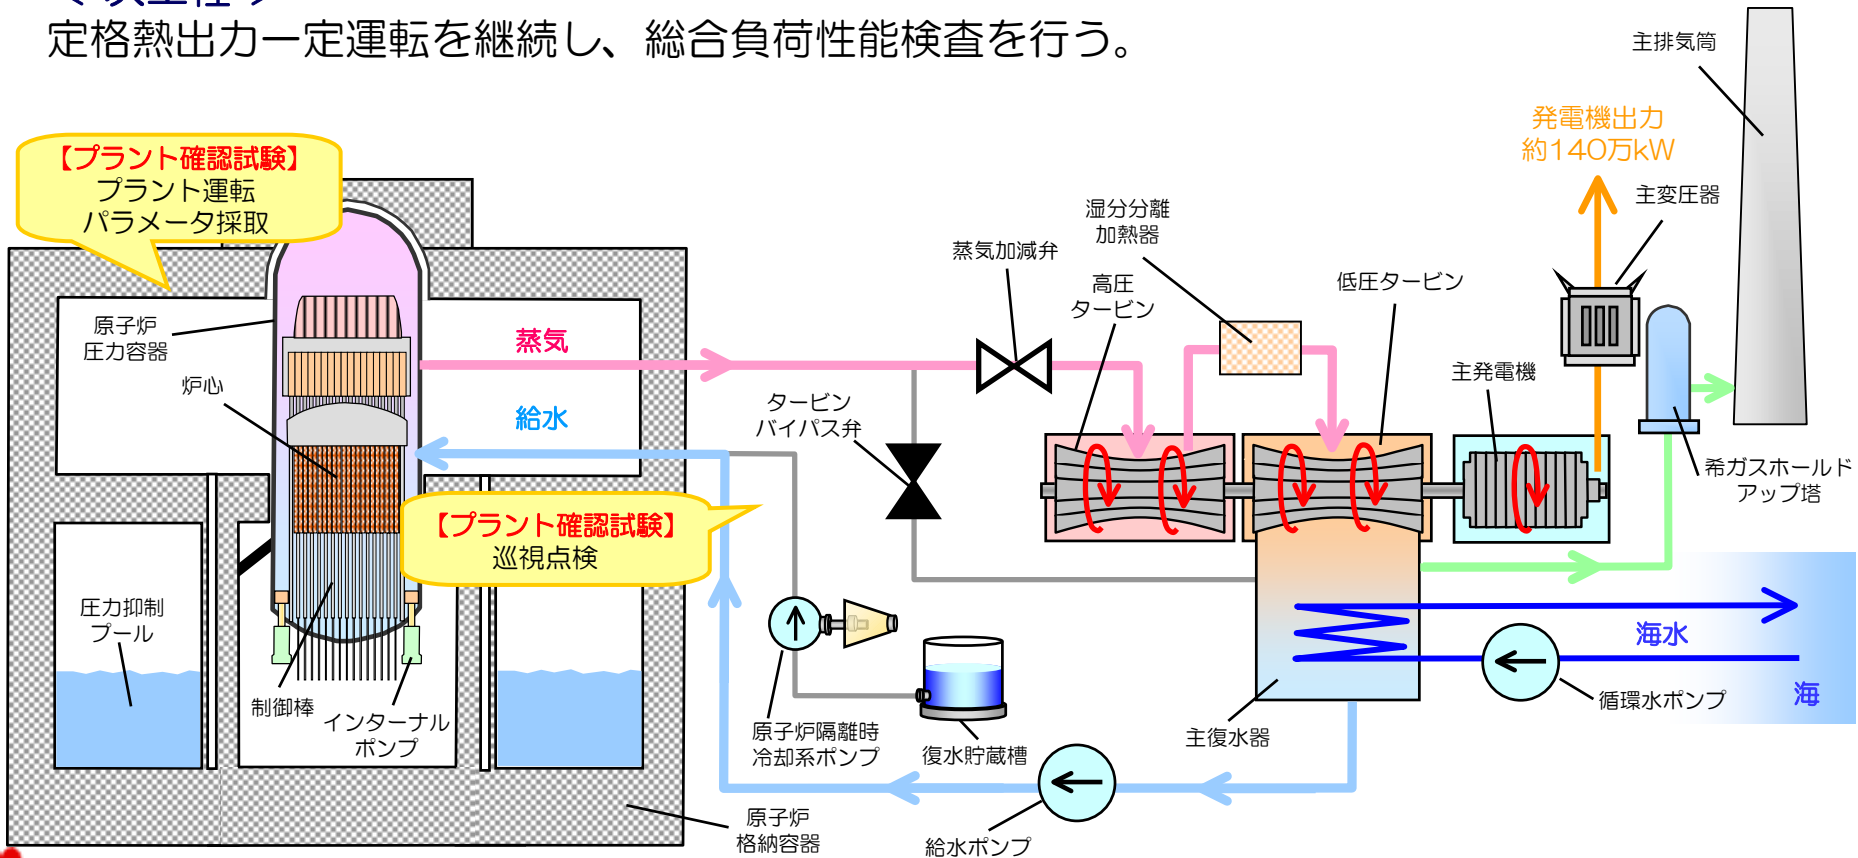 定格熱出力一定運転を継続し、総合負荷性能検査を行う。
主排気筒
発電機出力
約140万kW
【プラント確認試験】
プラント運転
パラメータ採取
主変圧器
湿分分離
加熱器
蒸気加減弁
高圧
タービン
低圧タービン
原子炉
圧力容器
蒸気
炉心
主発電機
タービン
バイパス弁
給水
希ガスホールド
アップ塔
【プラント確認試験】
巡視点検
圧力抑制
プール
海水
海
制御棒
インターナル
ポンプ
循環水ポンプ
原子炉隔離時
冷却系ポンプ
復水貯蔵槽
主復水器
原子炉
格納容器
給水ポンプ